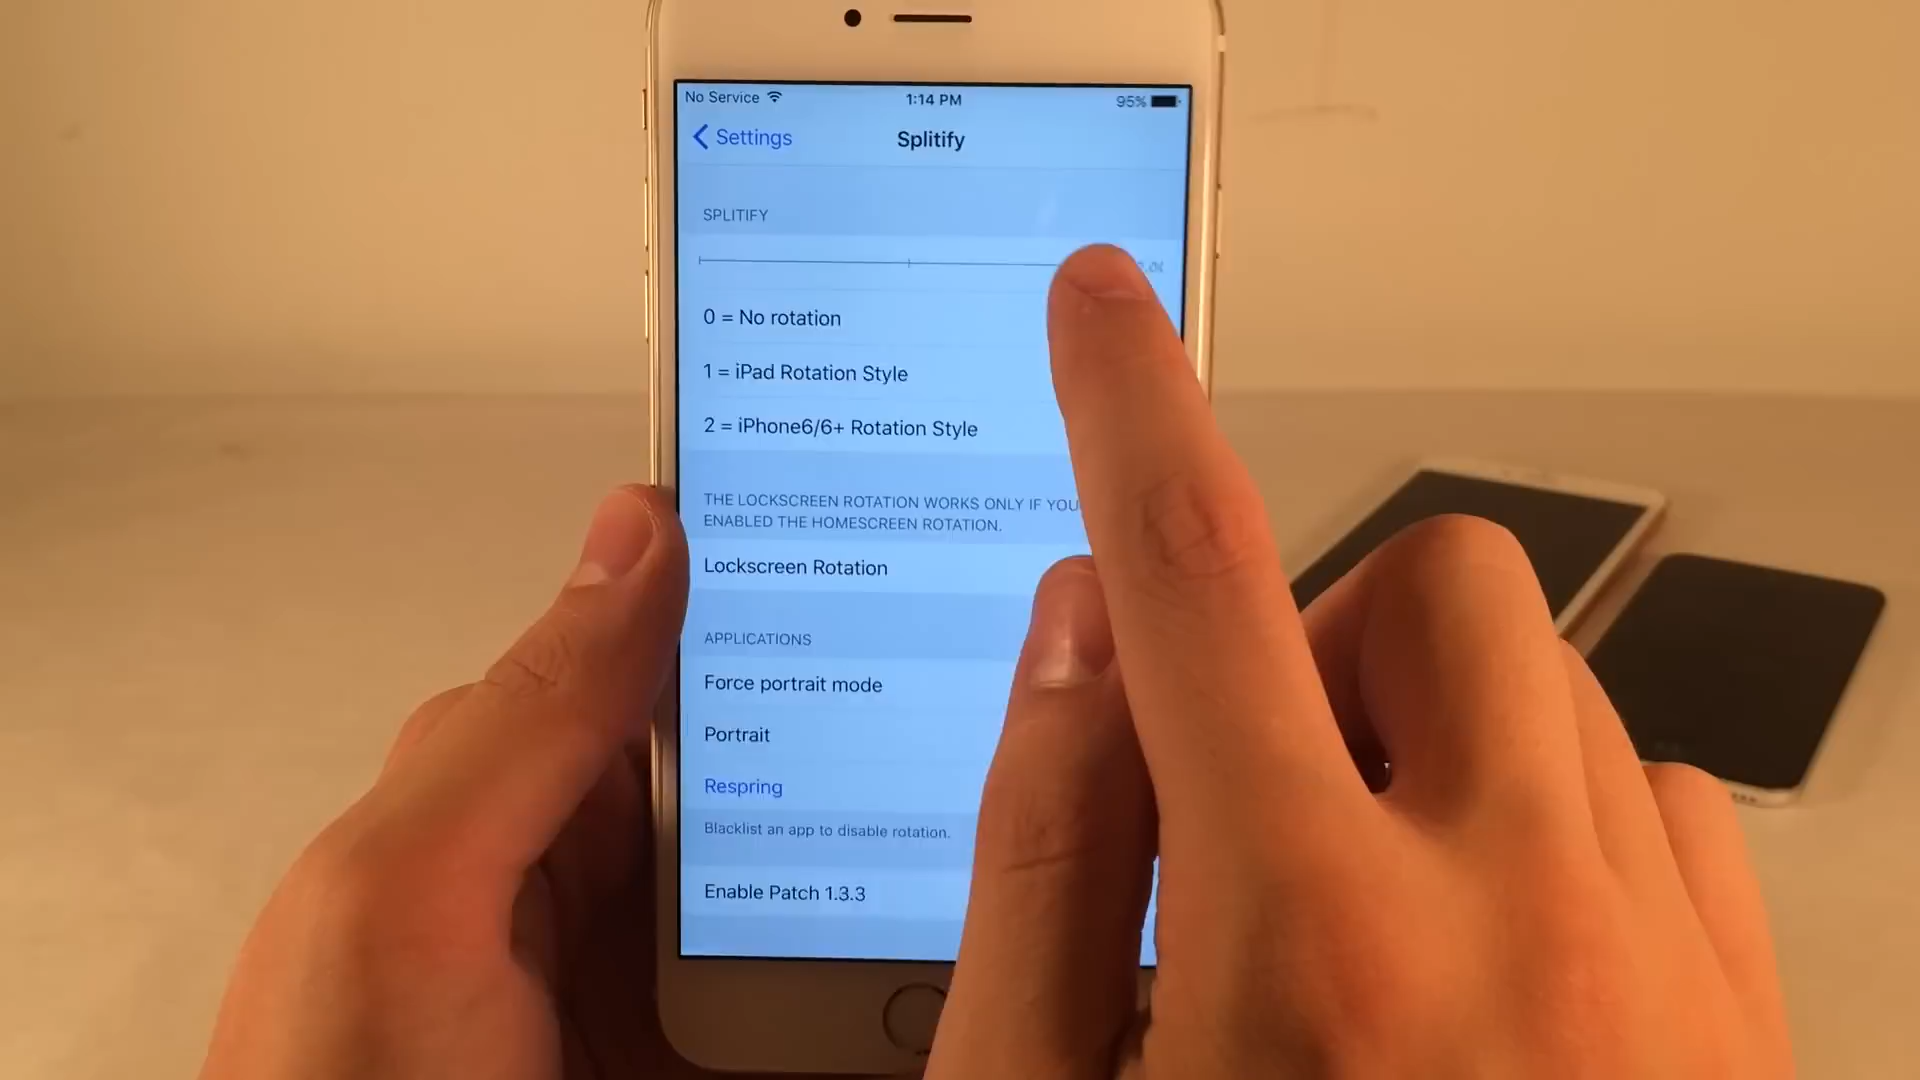 No Service
1:14 PM
95%
Settings
Splitify
SPLITIFY
0 = No rotation
1 = iPad Rotation Style
2 = iPhone6/6+ Rotation Style
THE LOCKSCREEN ROTATION WORKS ONLY IF YOU
ENABLED THE HOMESCREEN ROTATION.
Lockscreen Rotation
APPLICATIONS
Force portrait mode
Portrait
Respring
Blacklist an app to disable rotation.
Enable Patch 1.3.3